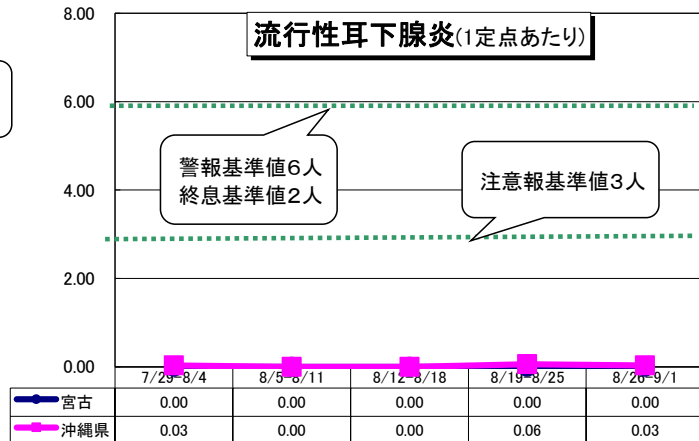 流行性耳下腺炎(1定点あたり)
8.00
6.00
4.00
2.00
0.00
警報基準値6人
終息基準値2人
注意報基準値3人
7/29-8/4 8/5-8/11 8/12-8/18 8/19-8/25 8/26-9/1
宮古 0.00 0.00 0.00 0.00 0.00
沖縄県 0.03 0.00 0.00 0.06 0.03